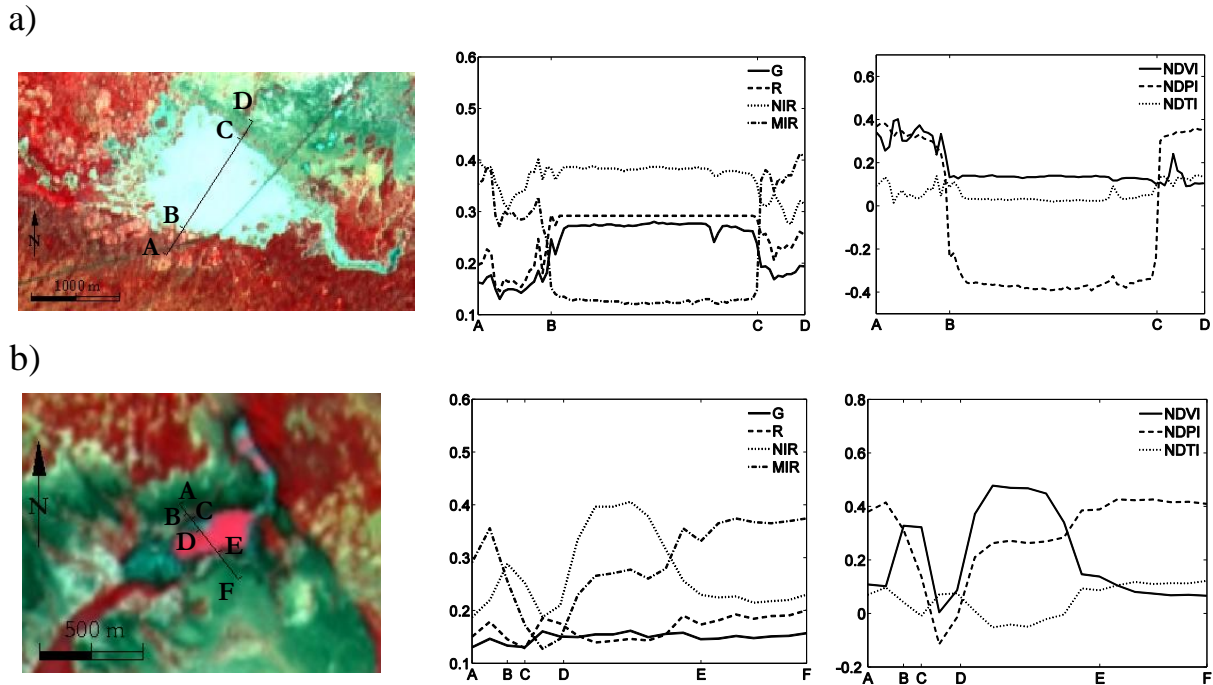 a)
D
C
B
A
N
1000 m
0.6
0.5
0.4
0.3
0.2
0.1
A B C D
G
R
NIR
MIR
0.6
0.4
0.2
0
-0.2
-0.4
A B C D
NDVI
NDPI
NDTI
b)
N
A
B C
D E
F
500 m
0.6
0.5
0.4
0.3
0.2
0.1
A B C D E F
G
R
NIR
MIR
0.8
0.6
0.4
0.2
0
-0.2
A B C D E F
NDVI
NDPI
NDTI